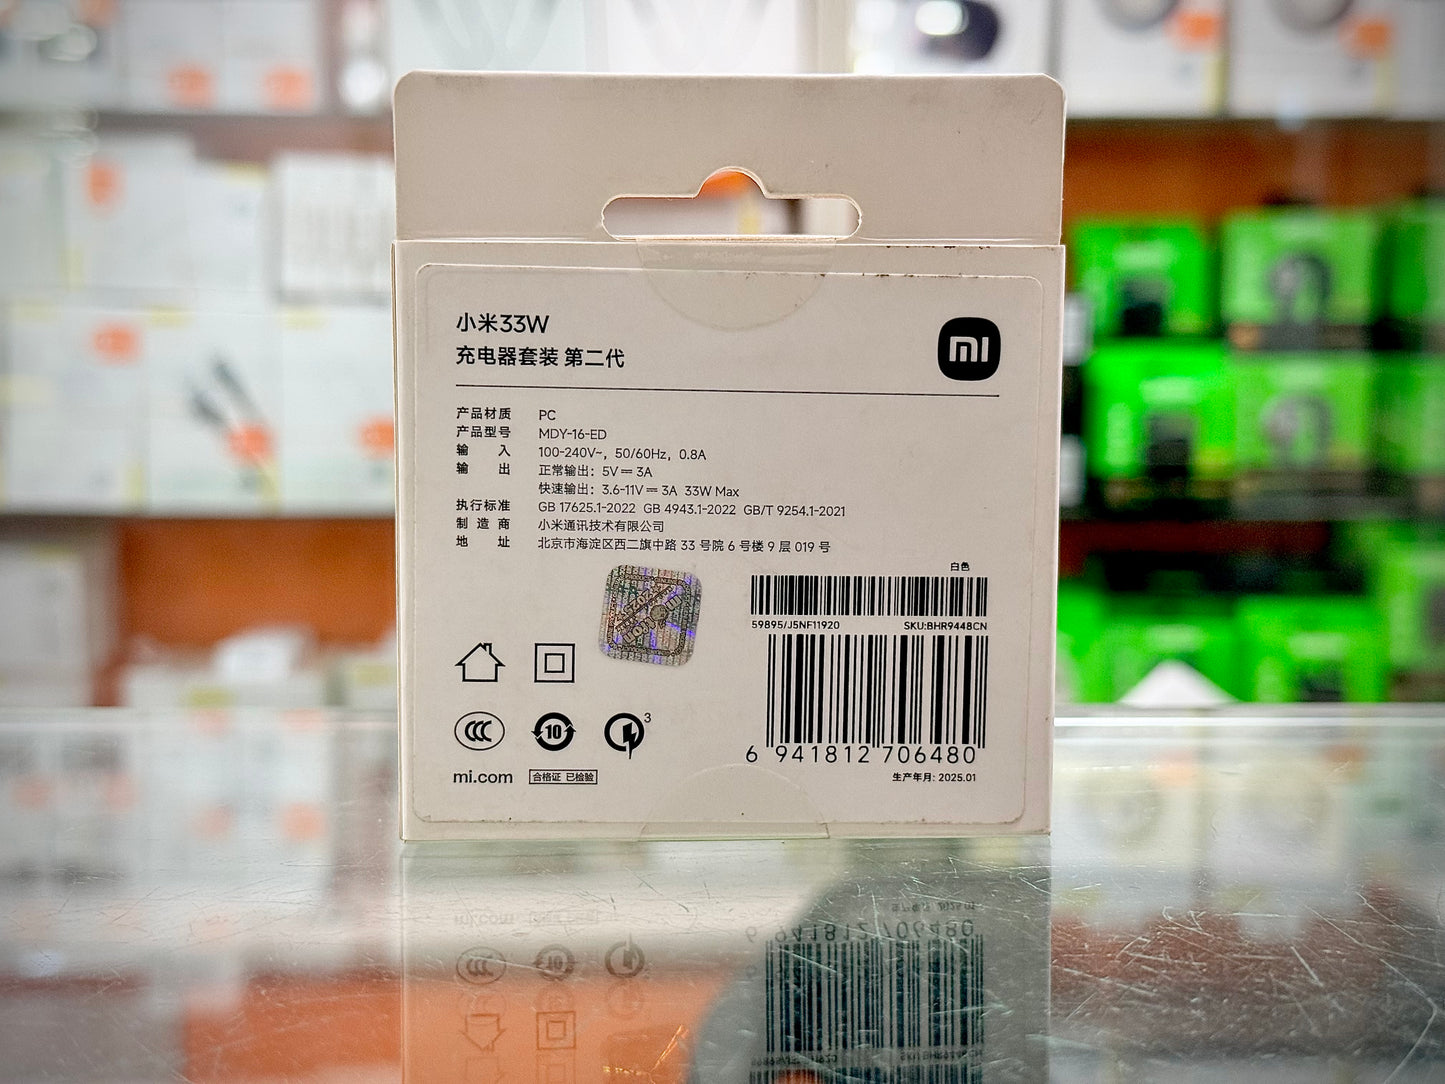 小米33W
充电器套装 第二代
mi
产品材质 PC
产品型号 MDY-16-ED
输入 100-240V~，50/60Hz，0.8A
输出 正常输出：5V⎓3A
快速输出：3.6-11V⎓3A 33W Max
执行标准 GB 17625.1-2022 GB 4943.1-2022 GB/T 9254.1-2021
制造商 小米通讯技术有限公司
地址 北京市海淀区西二旗中路 33 号院 6 号楼 9 层 019 号
白色
59895/J5NF11920 SKU:BHR9448CN
CCC 10 3
6 941812 706480
mi.com 合格证 已检验 生产年月: 2025.01